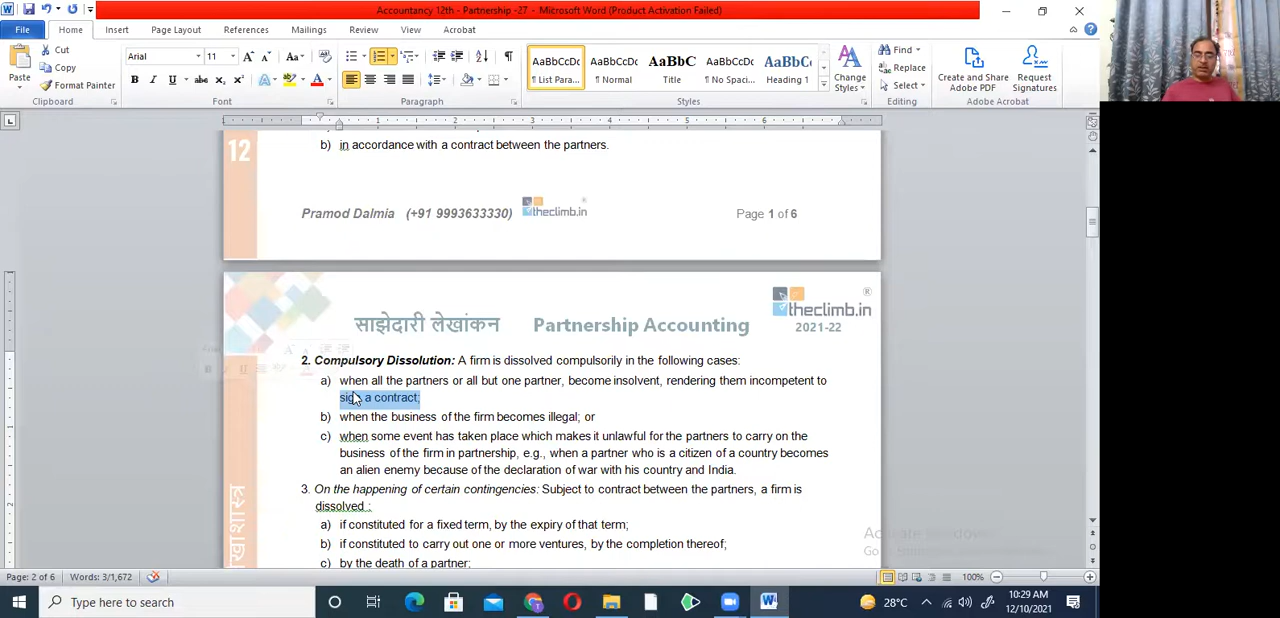 Accountancy 12th - Partnership -27 - Microsoft Word (Product Activation Failed)
File Home Insert Page Layout References Mailings Review View Acrobat
Paste
Cut
Copy
Format Painter
Clipboard
Arial 11
Font
Paragraph
AaBbCcDc AaBbCcDc AaBbC AaBbCcDc AaBbCc
¶ List Para... ¶ Normal Title ¶ No Spaci... Heading 1
Change Styles
Styles
Find
Replace
Select
Editing
Create and Share Adobe PDF
Request Signatures
Adobe Acrobat
12
b) in accordance with a contract between the partners.
Pramod Dalmia (+91 9993633330) theclimb.in Page 1 of 6
साझेदारी लेखांकन Partnership Accounting theclimb.in ®
2021-22
2. Compulsory Dissolution: A firm is dissolved compulsorily in the following cases:
a) when all the partners or all but one partner, become insolvent, rendering them incompetent to
sign a contract;
b) when the business of the firm becomes illegal; or
c) when some event has taken place which makes it unlawful for the partners to carry on the
business of the firm in partnership, e.g., when a partner who is a citizen of a country becomes
an alien enemy because of the declaration of war with his country and India.
3. On the happening of certain contingencies: Subject to contract between the partners, a firm is
dissolved :
a) if constituted for a fixed term, by the expiry of that term;
b) if constituted to carry out one or more ventures, by the completion thereof;
c) by the death of a partner;
Page: 2 of 6 Words: 3/1,672 100%
Type here to search 28°C 10:29 AM
12/10/2021